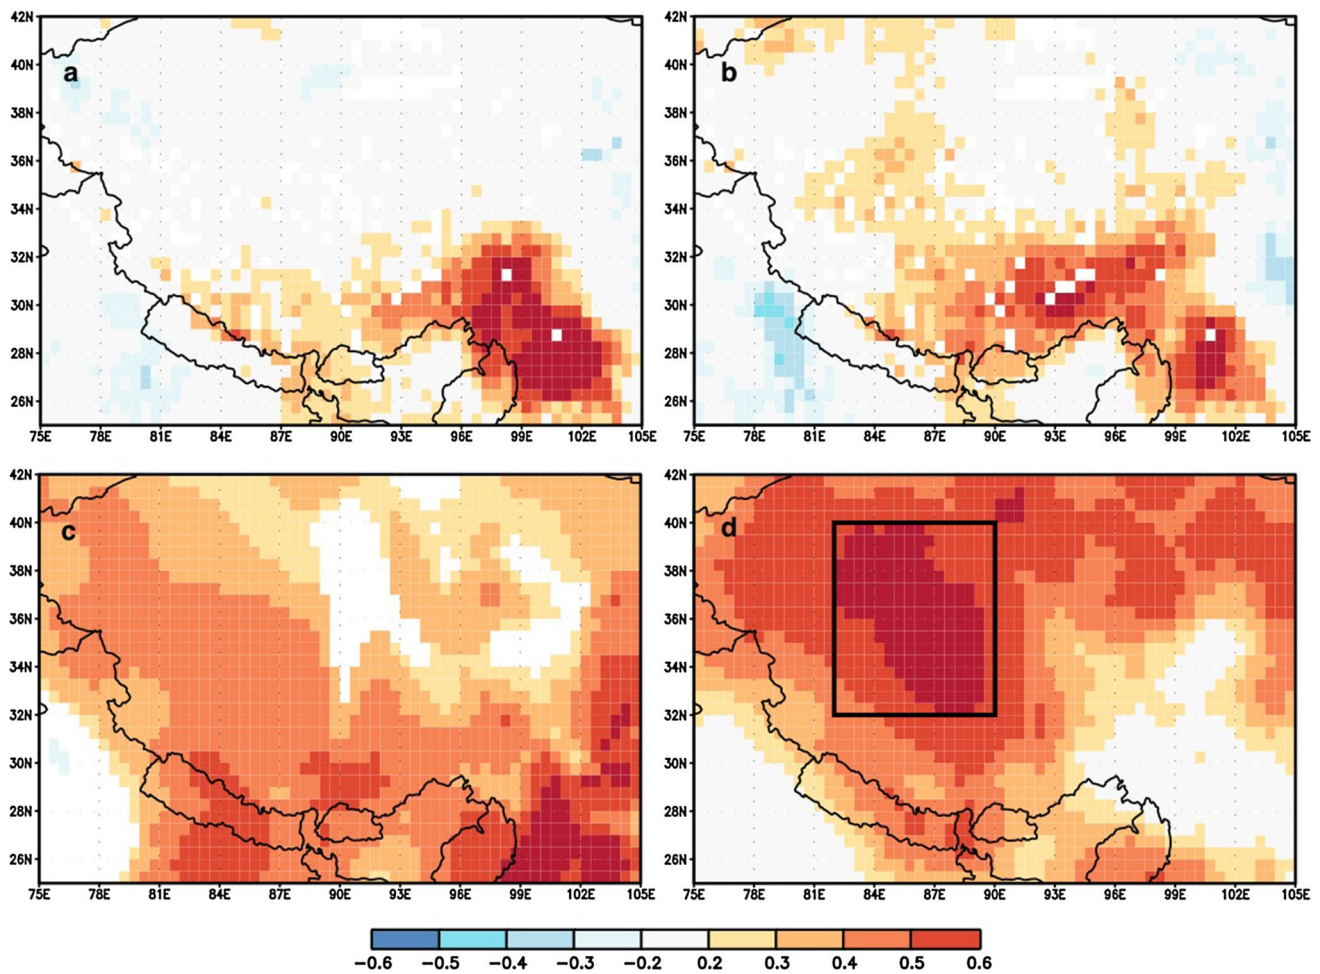 42N 42N
40N 40N
a b
38N 38N
36N 36N
34N 34N
32N 32N
30N 30N
28N 28N
26N 26N
75E 78E 81E 84E 87E 90E 93E 96E 99E 102E 105E 75E 78E 81E 84E 87E 90E 93E 96E 99E 102E 105E
42N 42N
40N 40N
c d
38N 38N
36N 36N
34N 34N
32N 32N
30N 30N
28N 28N
26N 26N
75E 78E 81E 84E 87E 90E 93E 96E 99E 102E 105E 75E 78E 81E 84E 87E 90E 93E 96E 99E 102E 105E
-0.6 -0.5 -0.4 -0.3 -0.2 0.2 0.3 0.4 0.5 0.6